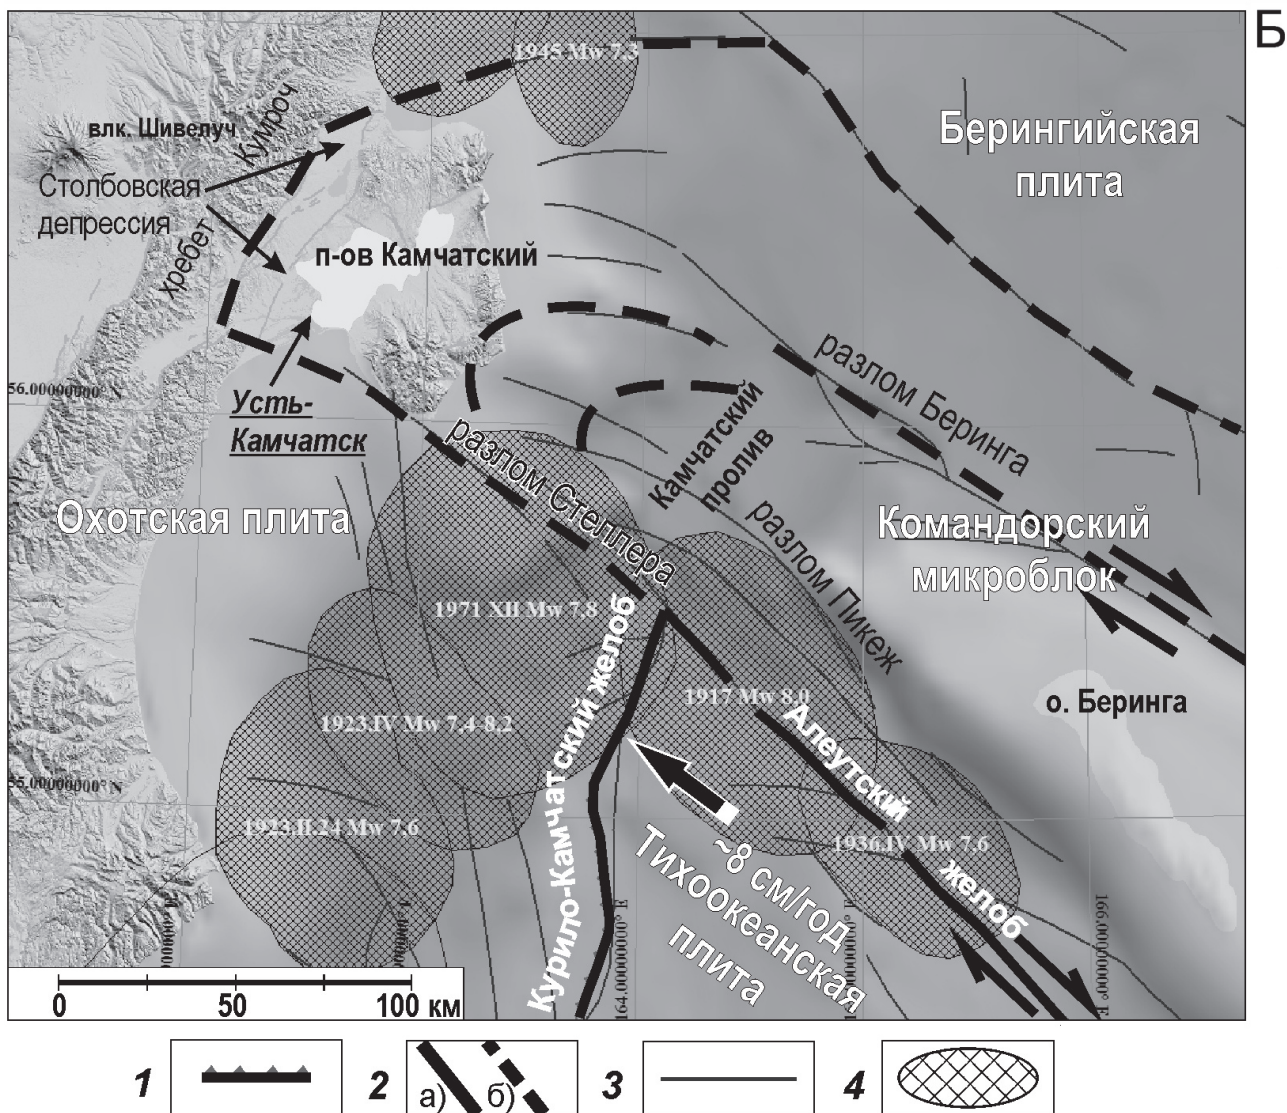 Б
1945 Mw 7,3
влк. Шивелуч
хребет Кумроч
Берингийская
плита
Столбовская
депрессия
п-ов Камчатский
разлом Беринга
56.00000000° N
Усть-
Камчатск
Камчатский
пролив
разлом Стеллера
разлом Пикеж
Охотская плита
Командорский
микроблок
1971 XII Mw 7,8
1917 Mw 8,0
о. Беринга
1923.IV Mw 7,4-8,2
Курило-Камчатский желоб
Алеутский желоб
55.00000000° N
1923.II.24 Mw 7,6
1936.IV Mw 7,6
~8 см/год
Тихоокеанская
плита
164.00000000° E
166.00000000° E
0 50 100 км
1 2 а) б) 3 4